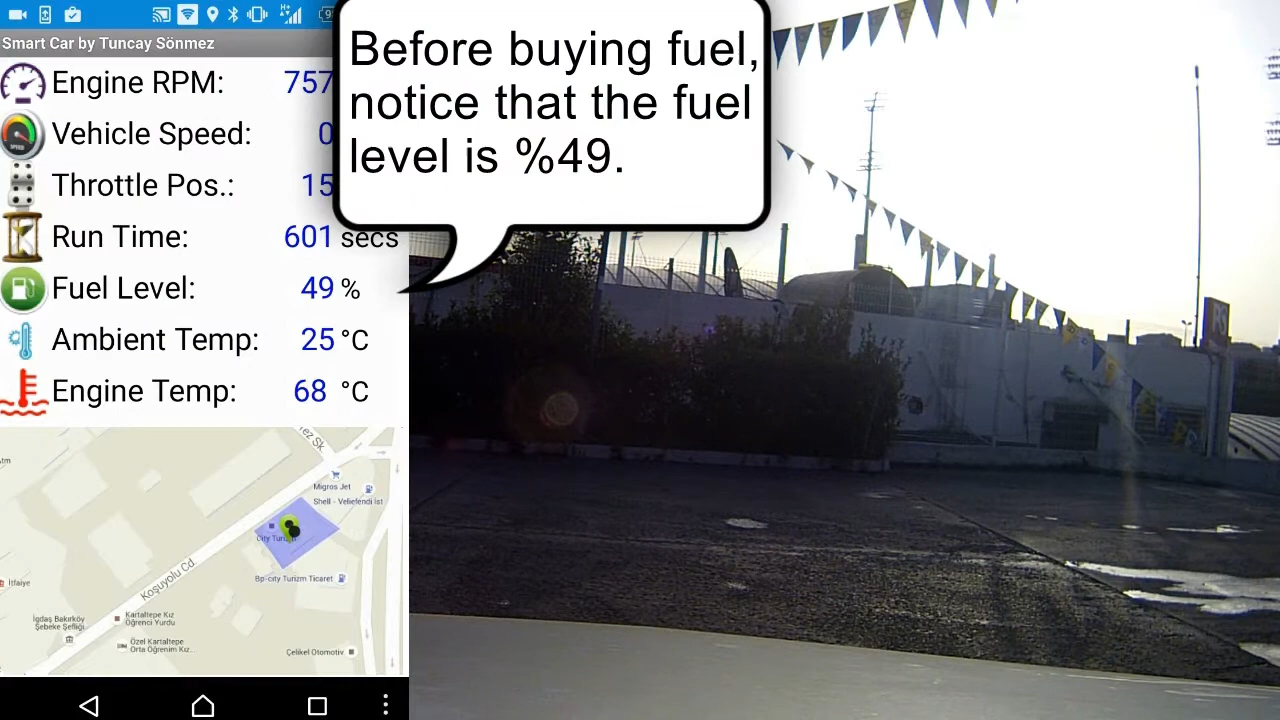 Smart Car by Tuncay Sönmez
Engine RPM: 757
Vehicle Speed: 0
Throttle Pos.: 15
Run Time: 601 secs
Fuel Level: 49 %
Ambient Temp: 25 °C
Engine Temp: 68 °C
Before buying fuel,
notice that the fuel
level is %49.
ez Sk
Migros Jet
Shell - Veliefendi İst
Bp-city Turizm Ticaret
Koşuyolu Cd.
İtfaiye
İgdaş Bakırköy
Şebeke Şefliği
Kartaltepe Kız
Öğrenci Yurdu
Özel Kartaltepe
Orta Öğrenim Kız...
Çelikel Otomotiv